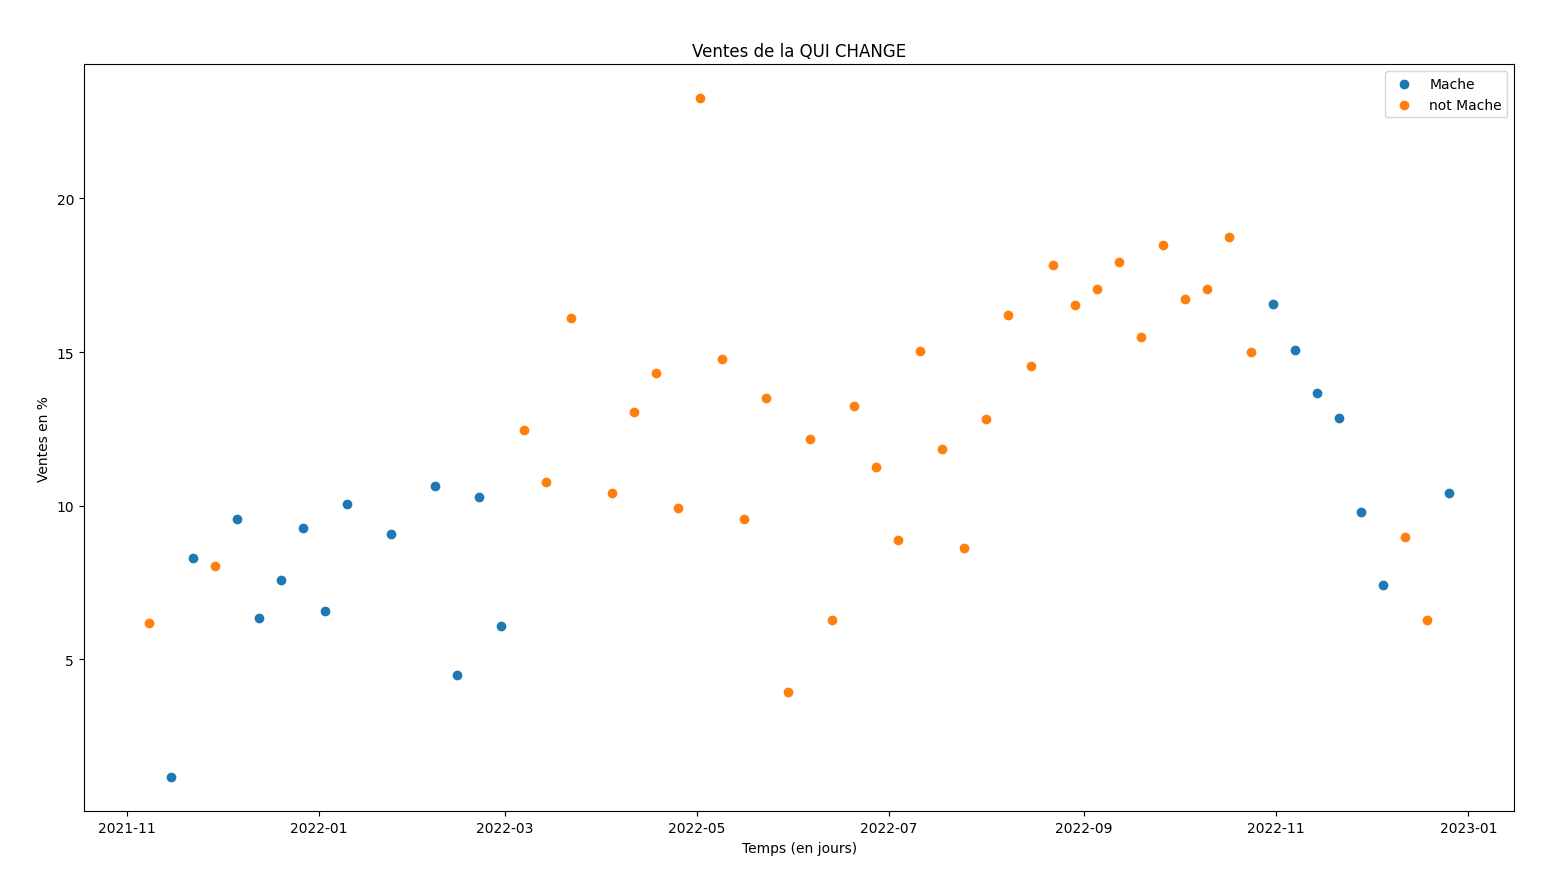 Ventes de la QUI CHANGE
Mache
not Mache
Ventes en %
20
15
10
5
2021-11
2022-01
2022-03
2022-05
2022-07
2022-09
2022-11
2023-01
Temps (en jours)